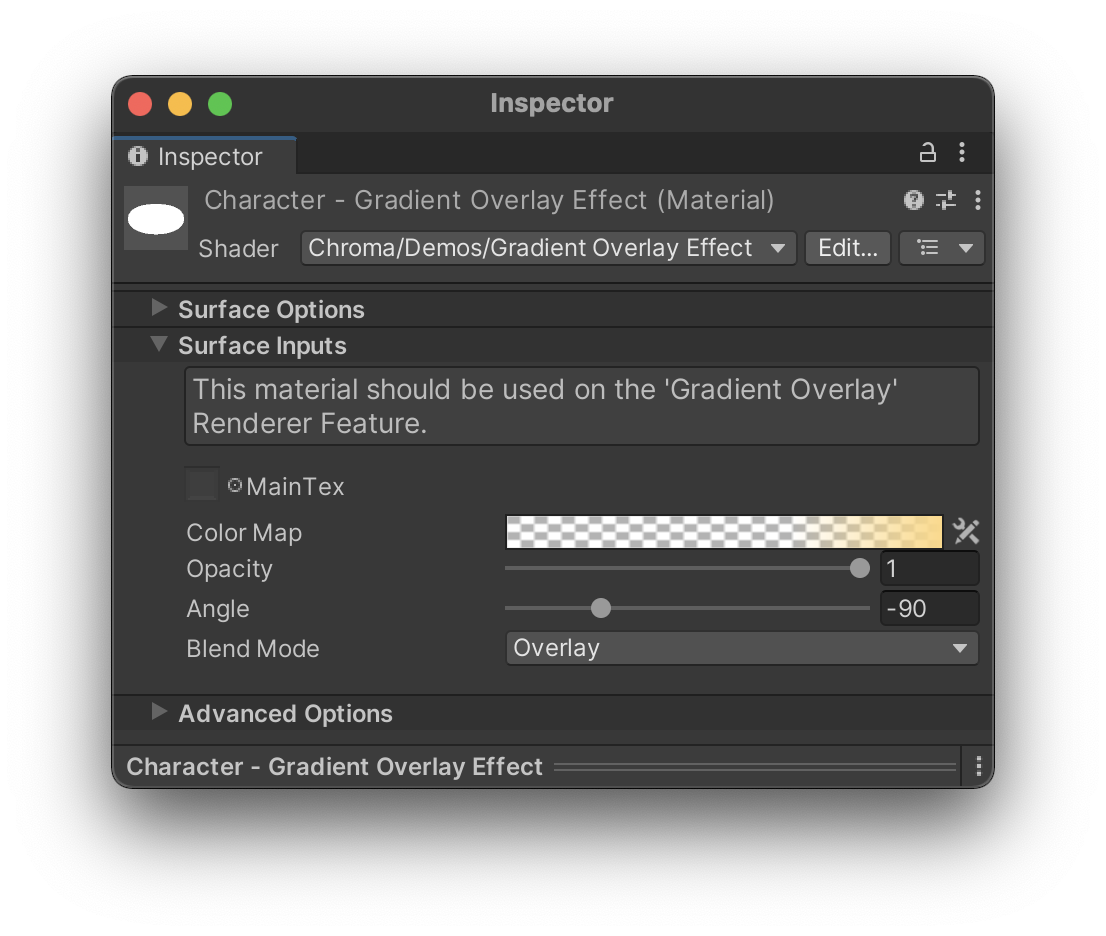 Inspector
Inspector
Character - Gradient Overlay Effect (Material)
Shader Chroma/Demos/Gradient Overlay Effect Edit...
Surface Options
Surface Inputs
This material should be used on the 'Gradient Overlay'
Renderer Feature.
MainTex
Color Map
Opacity 1
Angle -90
Blend Mode Overlay
Advanced Options
Character - Gradient Overlay Effect